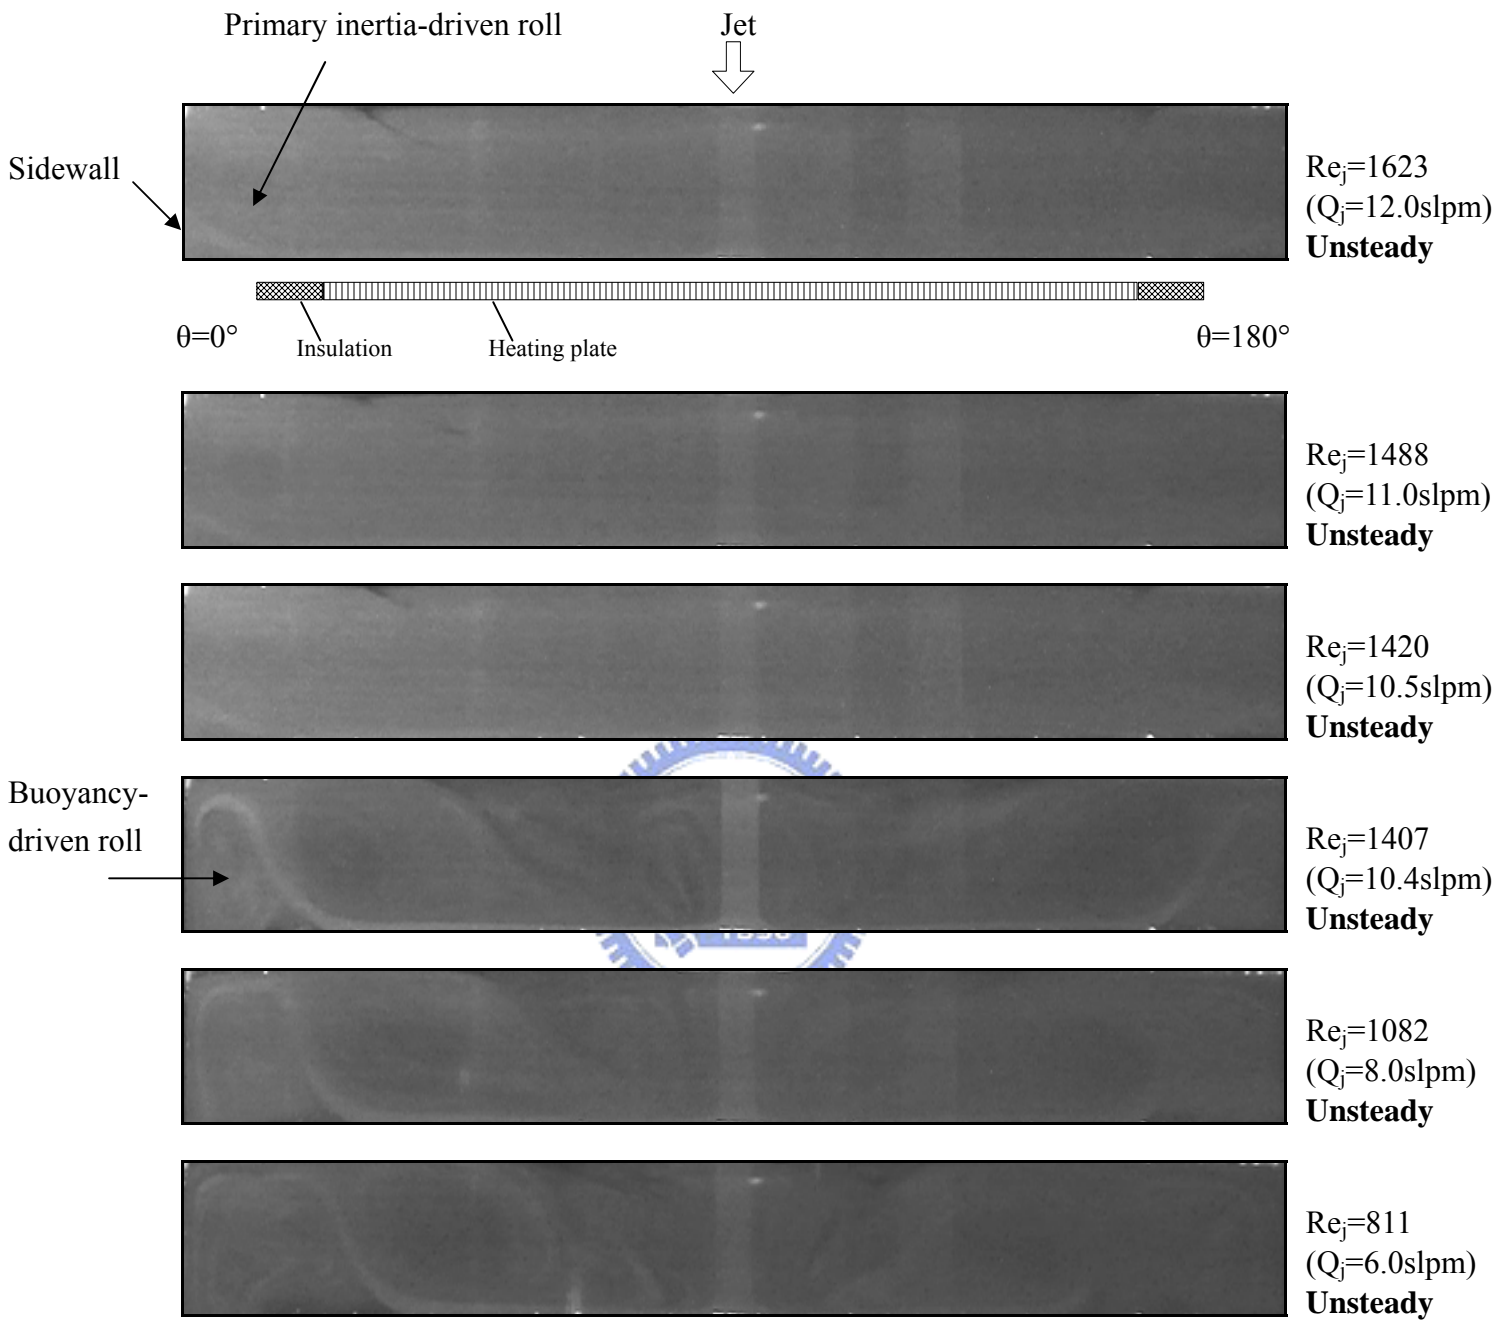 Primary inertia-driven roll
Jet
Sidewall
Reⱼ=1623
(Qⱼ=12.0slpm)
Unsteady
θ=0°
Insulation
Heating plate
θ=180°
Reⱼ=1488
(Qⱼ=11.0slpm)
Unsteady
Reⱼ=1420
(Qⱼ=10.5slpm)
Unsteady
Buoyancy-
driven roll
Reⱼ=1407
(Qⱼ=10.4slpm)
Unsteady
Reⱼ=1082
(Qⱼ=8.0slpm)
Unsteady
Reⱼ=811
(Qⱼ=6.0slpm)
Unsteady